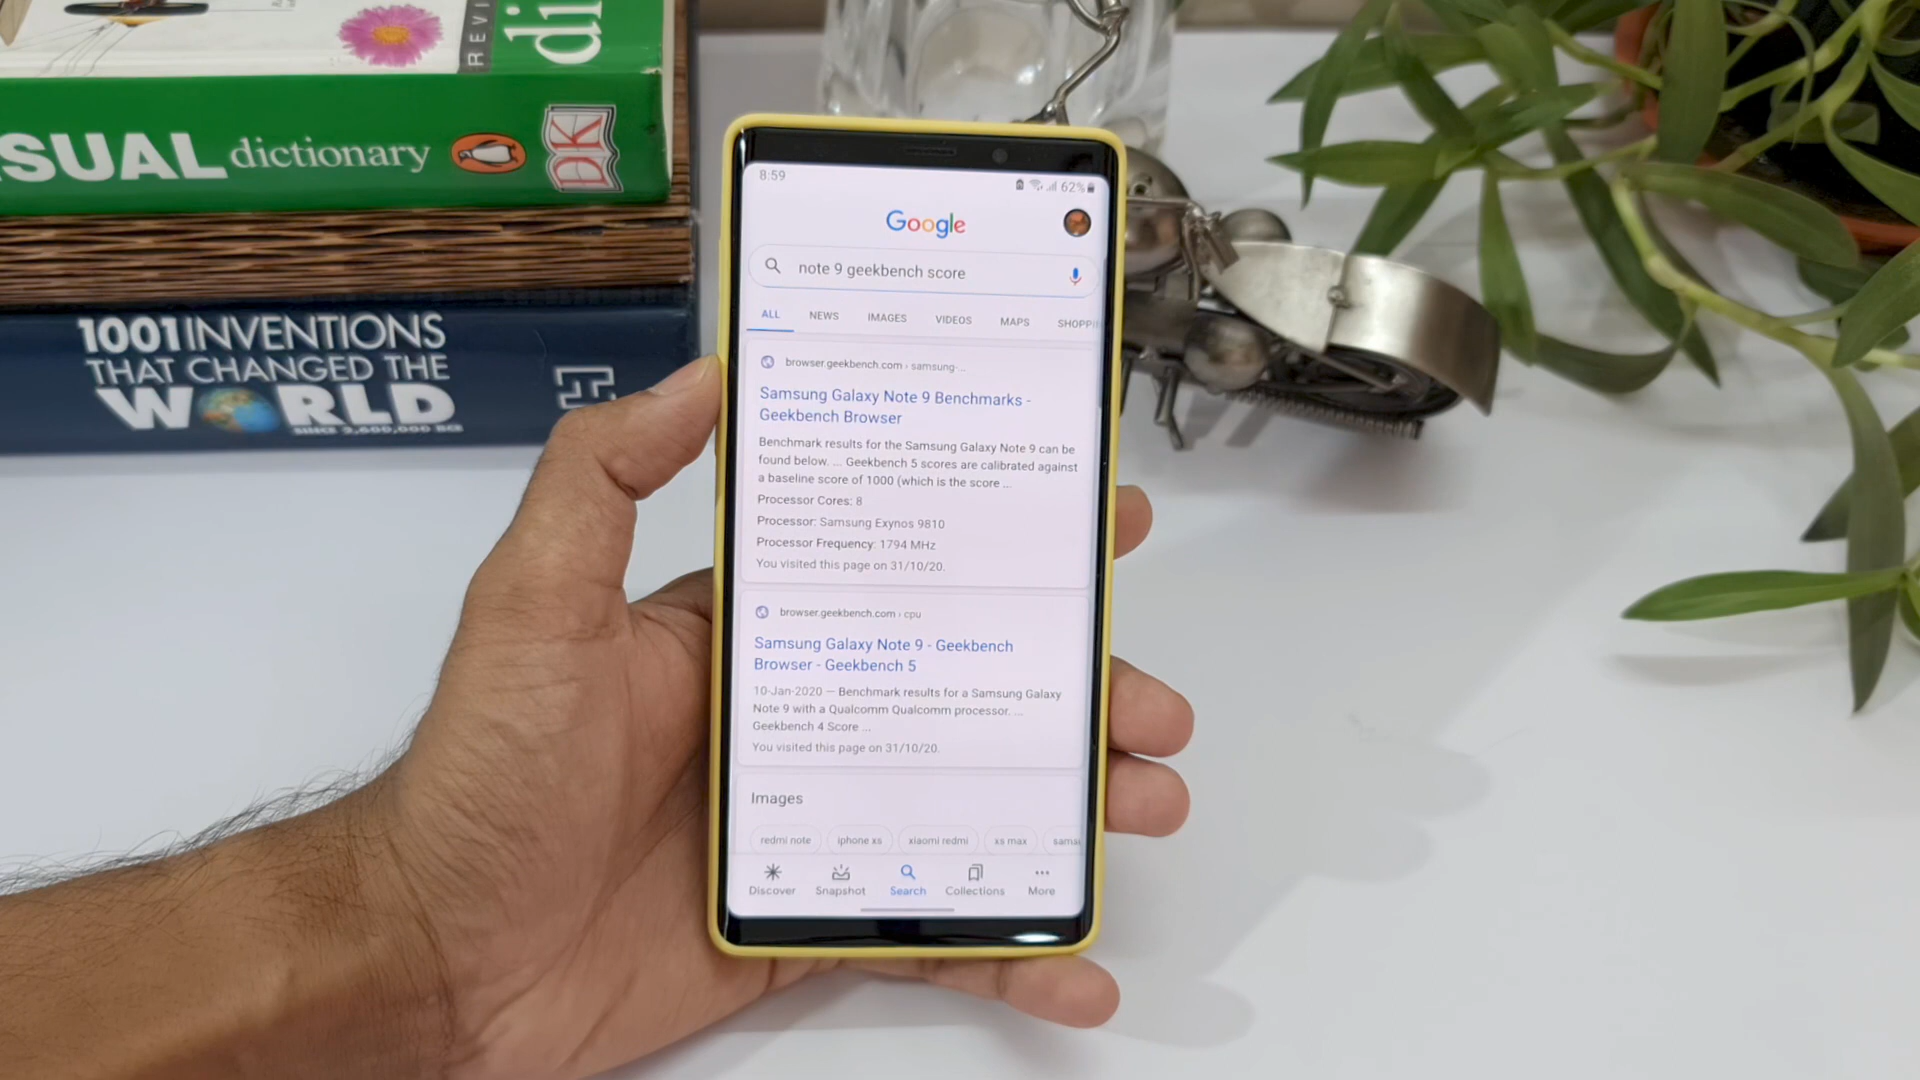 REVI
di
SUAL dictionary
DK
1001 INVENTIONS
THAT CHANGED THE
WORLD
8:59
62%
Google
note 9 geekbench score
ALL NEWS IMAGES VIDEOS MAPS SHOPPI
browser.geekbench.com › samsung-...
Samsung Galaxy Note 9 Benchmarks -
Geekbench Browser
Benchmark results for the Samsung Galaxy Note 9 can be
found below. ... Geekbench 5 scores are calibrated against
a baseline score of 1000 (which is the score ...
Processor Cores: 8
Processor: Samsung Exynos 9810
Processor Frequency: 1794 MHz
You visited this page on 31/10/20.
browser.geekbench.com › cpu
Samsung Galaxy Note 9 - Geekbench
Browser - Geekbench 5
10-Jan-2020 — Benchmark results for a Samsung Galaxy
Note 9 with a Qualcomm Qualcomm processor. ...
Geekbench 4 Score ...
You visited this page on 31/10/20.
Images
redmi note iphone xs xiaomi redmi xs max sams
Discover Snapshot Search Collections More